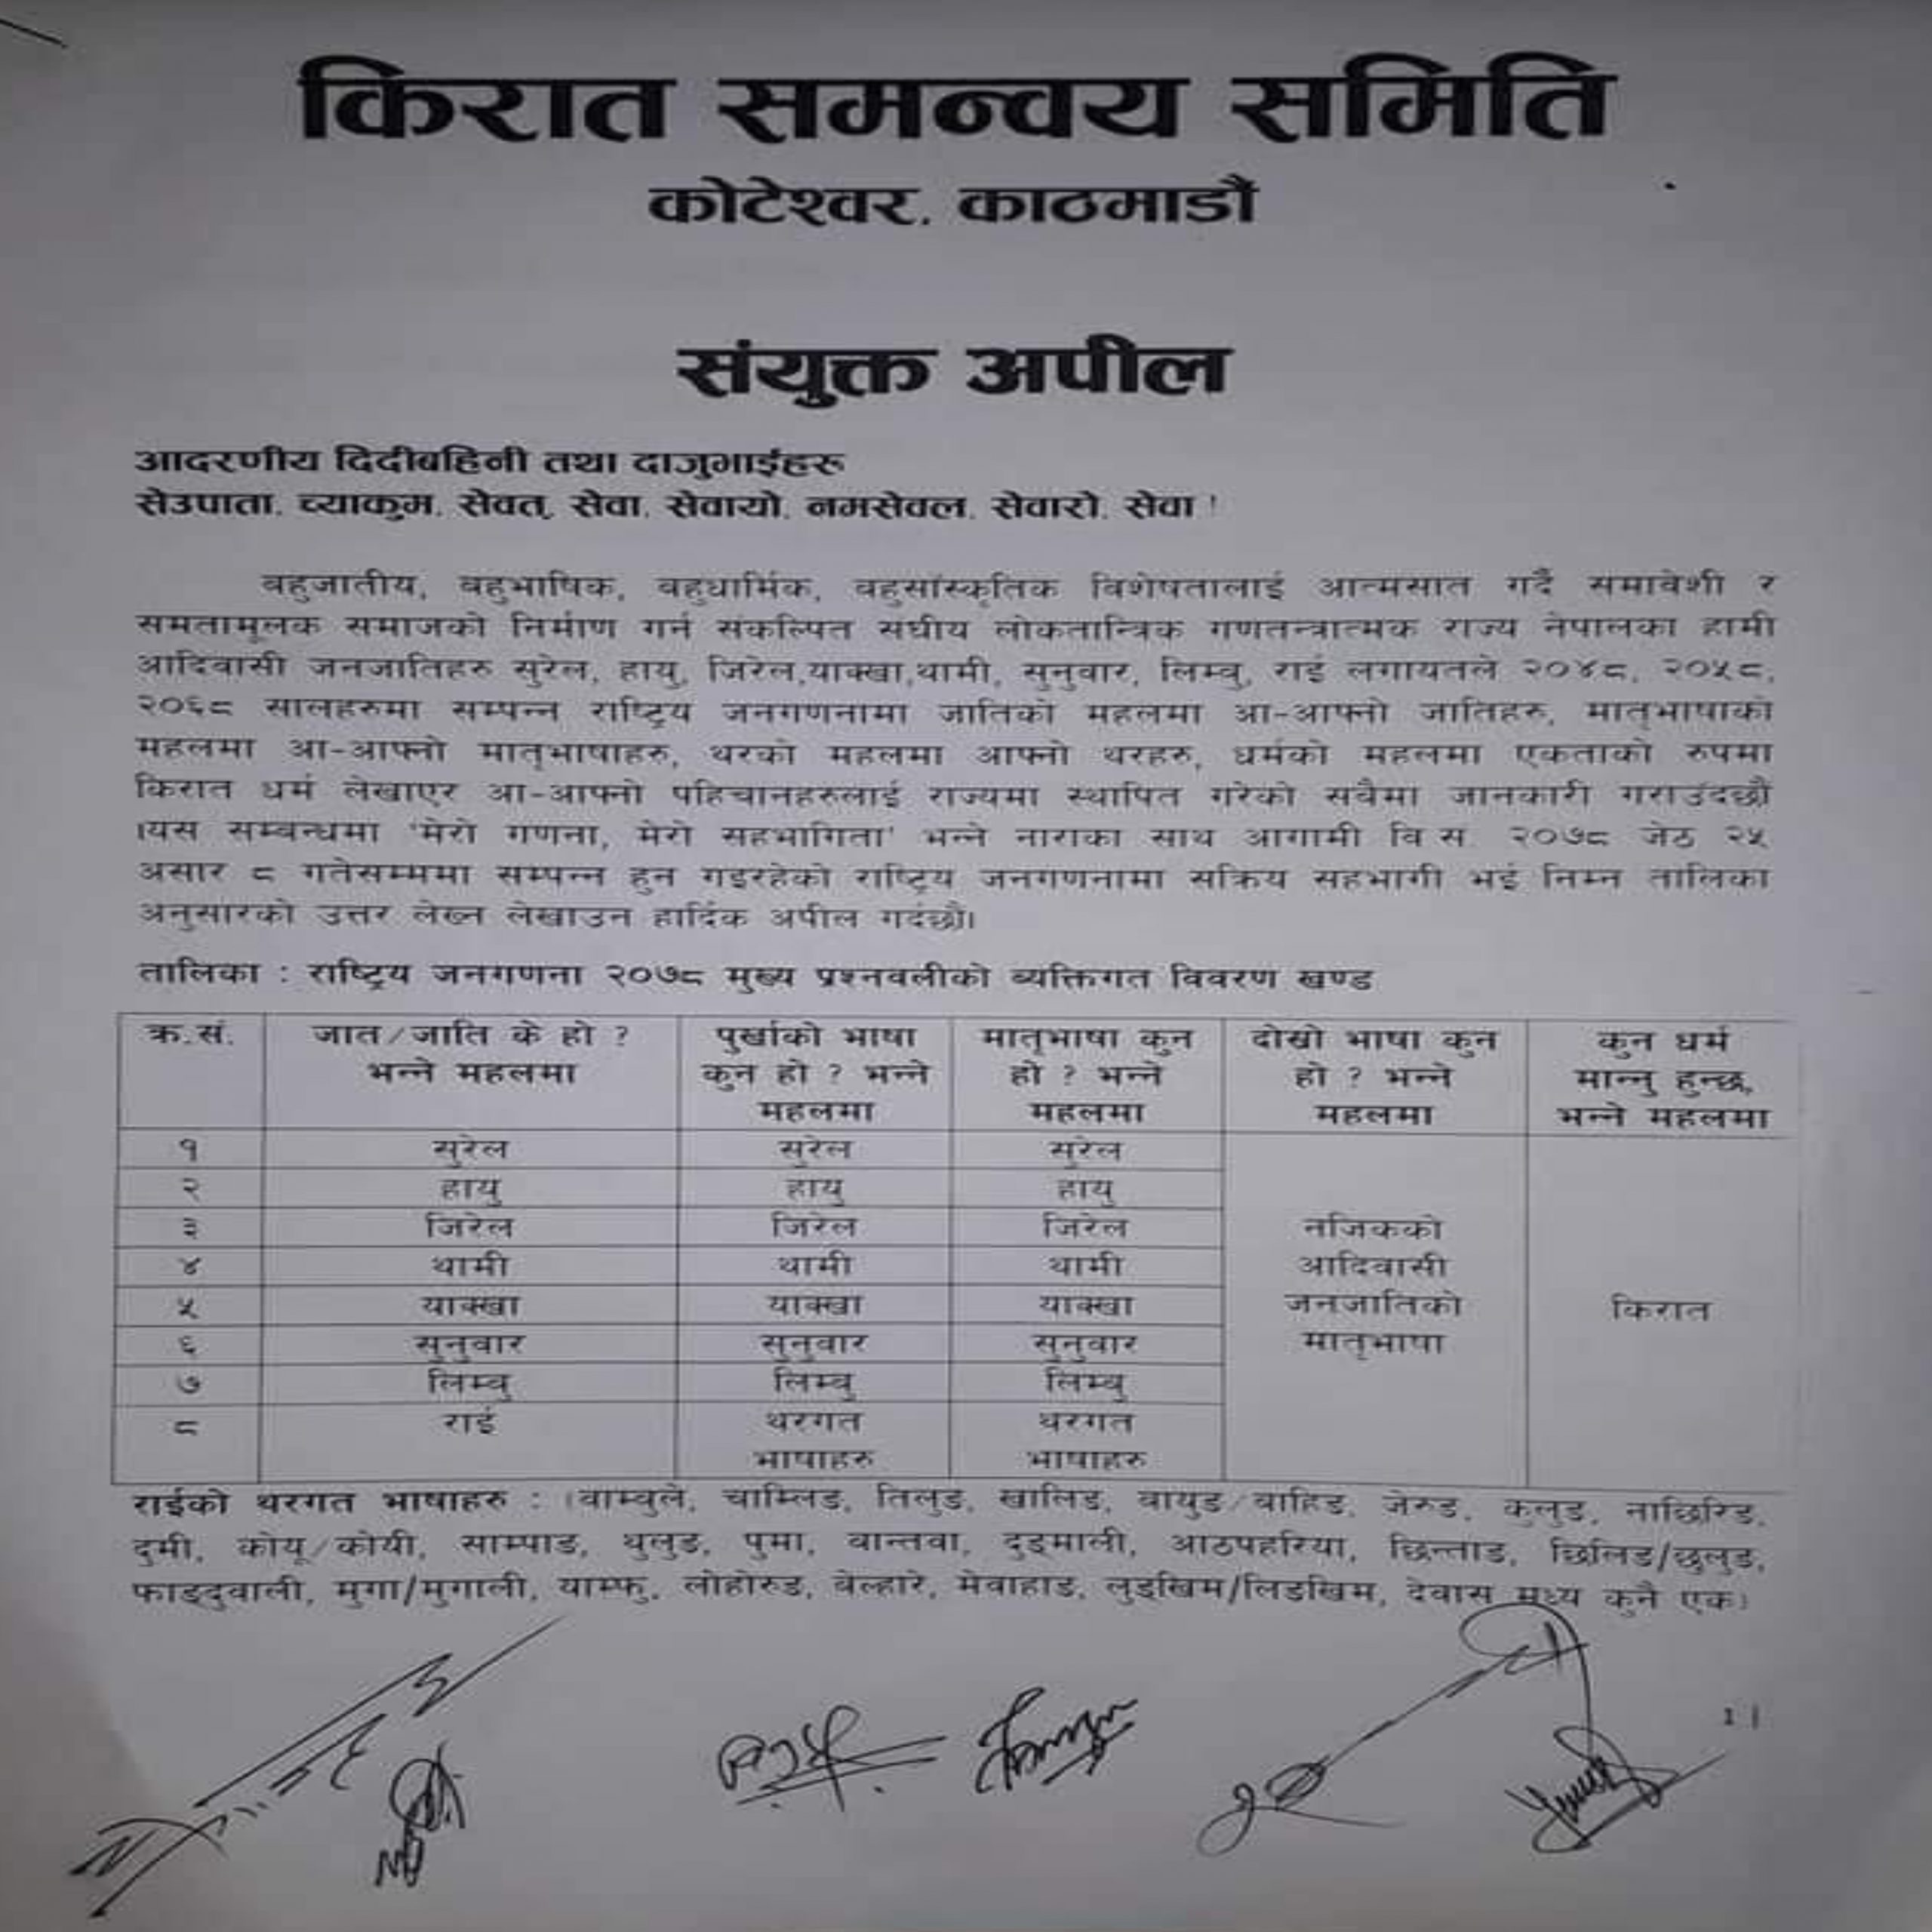 किरात समन्वय समिति
कोटेश्वर, काठमाडौं
संयुक्त अपील
आदरणीय दिदीबहिनी तथा दाजुभाईहरू
सेउपाता, च्याकुम, सेवत्, सेवा, सेवायो, नमसेवल, सेवारो, सेवा !
वहुजातीय, वहुभाषिक, वहुधार्मिक, वहुसाँस्कृतिक विशेषतालाई आत्मसात गर्दै समावेशी र
समतामूलक समाजको निर्माण गर्न संकल्पित संघीय लोकतान्त्रिक गणतन्त्रात्मक राज्य नेपालका हामी
आदिवासी जनजातिहरु सुरेल, हायु, जिरेल,याक्खा,थामी, सुनुवार, लिम्वु, राई लगायतले २०४८, २०५८,
२०६८ सालहरुमा सम्पन्न राष्ट्रिय जनगणनामा जातिको महलमा आ-आफ्नो जातिहरु, मातृभाषाको
महलमा आ-आफ्नो मातृभाषाहरु, थरको महलमा आफ्नो थरहरु, धर्मको महलमा एकताको रुपमा
किरात धर्म लेखाएर आ-आफ्नो पहिचानहरुलाई राज्यमा स्थापित गरेको सवैमा जानकारी गराउँदछौं
।यस सम्बन्धमा 'मेरो गणना, मेरो सहभागिता' भन्ने नाराका साथ आगामी वि.स. २०७८ जेठ २५
असार ८ गतेसम्ममा सम्पन्न हुन गइरहेको राष्ट्रिय जनगणनामा सक्रिय सहभागी भई निम्न तालिका
अनुसारको उत्तर लेख्न लेखाउन हार्दिक अपील गर्दछौं।
तालिका : राष्ट्रिय जनगणना २०७८ मुख्य प्रश्नवलीको व्यक्तिगत विवरण खण्ड
क्र.सं. जात/जाति के हो ? पुर्खाको भाषा मातृभाषा कुन दोस्रो भाषा कुन कुन धर्म
भन्ने महलमा कुन हो ? भन्ने हो ? भन्ने हो ? भन्ने मान्नु हुन्छ,
महलमा महलमा महलमा भन्ने महलमा
१ सुरेल सुरेल सुरेल
२ हायु हायु हायु
३ जिरेल जिरेल जिरेल नजिकको
४ थामी थामी थामी आदिवासी
५ याक्खा याक्खा याक्खा जनजातिको किरात
६ सुनुवार सुनुवार सुनुवार मातृभाषा
७ लिम्वु लिम्वु लिम्वु
८ राई थरगत थरगत
भाषाहरु भाषाहरु
राईको थरगत भाषाहरु : (वाम्वुले, चाम्लिङ, तिलुङ, खालिङ, वायुङ/वाहिङ, जेरुङ, कुलुङ, नाछिरिङ,
दुमी, कोयू/कोयी, साम्पाङ, थुलुङ, पुमा, वान्तवा, दुङमाली, आठपहरिया, छिन्ताङ, छिलिङ/छुलुङ,
फाङदुवाली, मुगा/मुगाली, याम्फु, लोहोरुङ, बेल्हारे, मेवाहाङ, लुङखिम/लिङखिम, देवास मध्य कुनै एक)
1 |